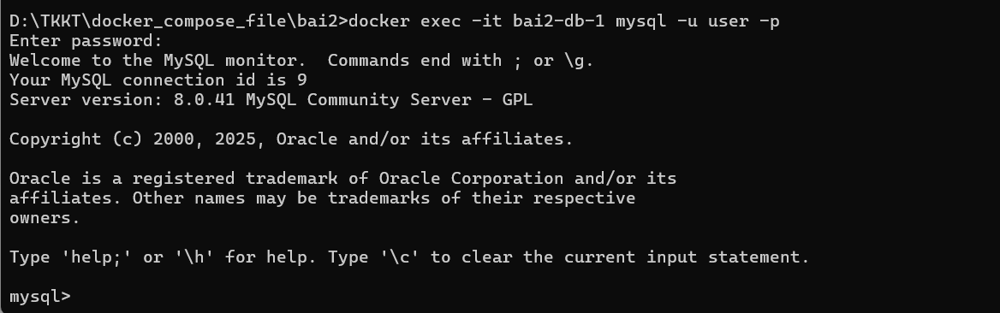 D:\TKKT\docker_compose_file\bai2>docker exec -it bai2-db-1 mysql -u user -p
Enter password:
Welcome to the MySQL monitor.  Commands end with ; or \g.
Your MySQL connection id is 9
Server version: 8.0.41 MySQL Community Server - GPL

Copyright (c) 2000, 2025, Oracle and/or its affiliates.

Oracle is a registered trademark of Oracle Corporation and/or its
affiliates. Other names may be trademarks of their respective
owners.

Type 'help;' or '\h' for help. Type '\c' to clear the current input statement.

mysql>